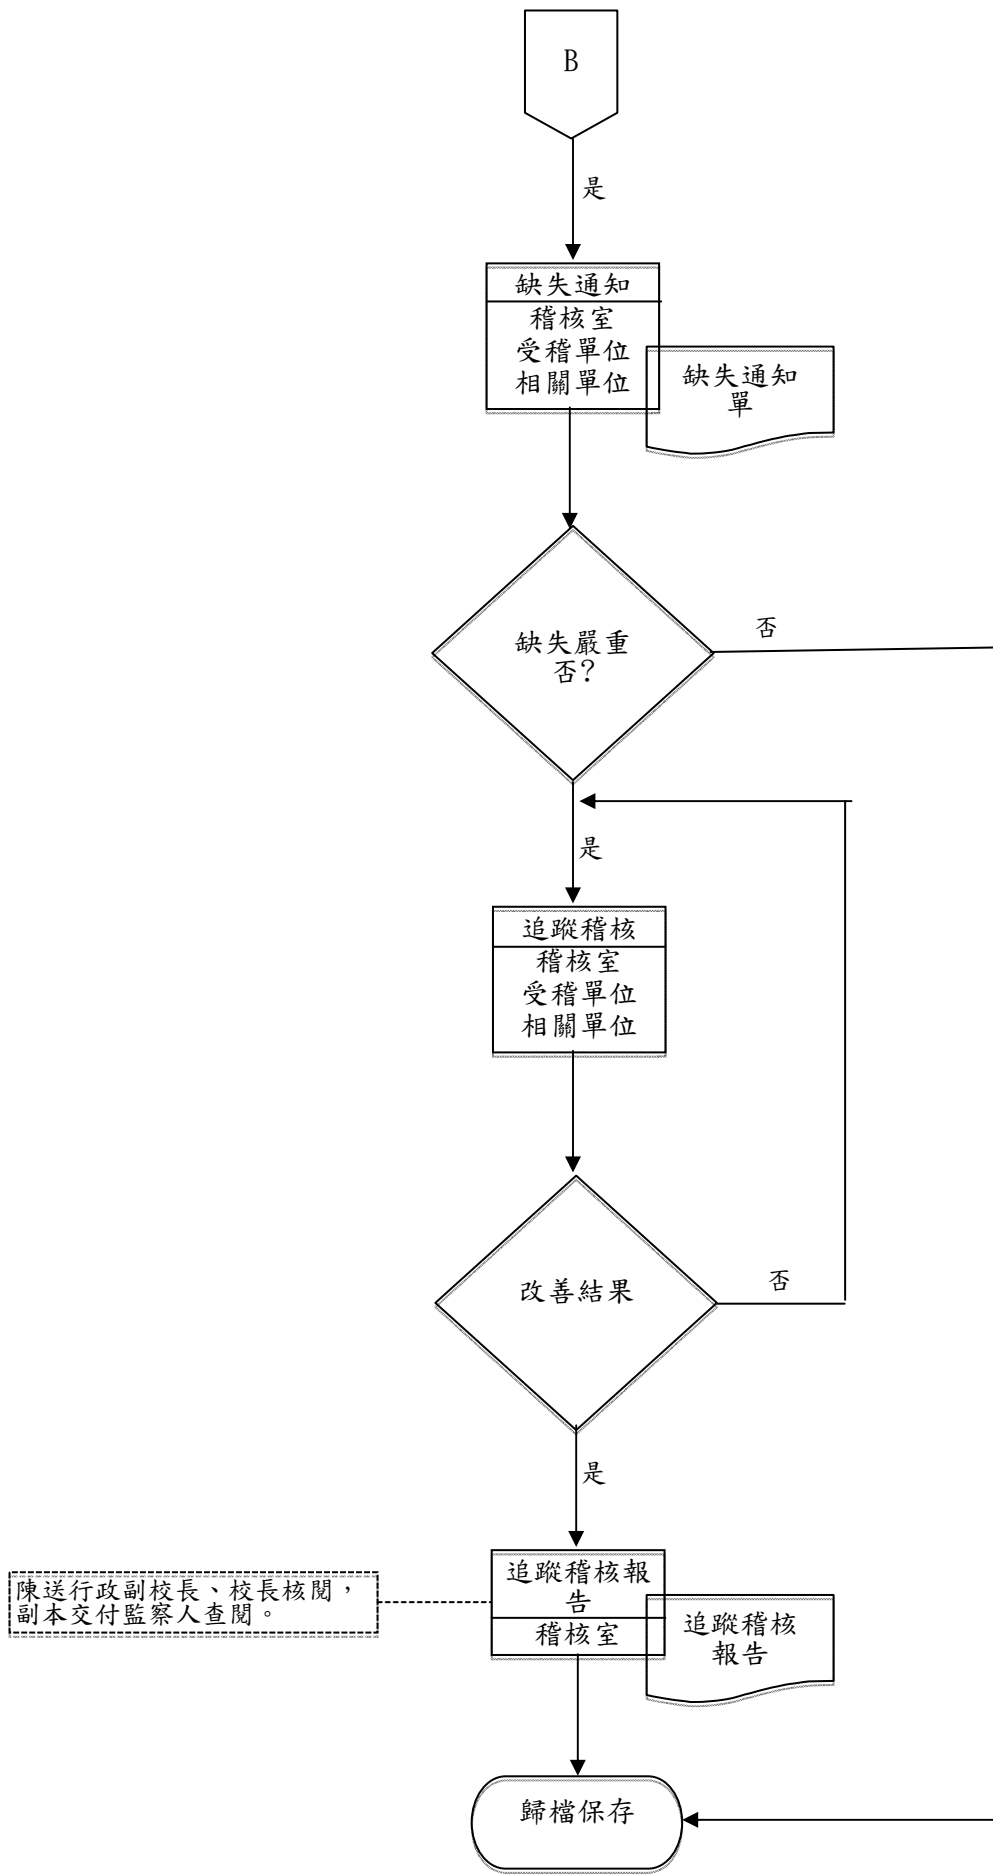 B
是
缺失通知
稽核室
受稽單位
相關單位
缺失通知
單
缺失嚴重
否?
否
是
追蹤稽核
稽核室
受稽單位
相關單位
改善結果
否
是
追蹤稽核報
告
稽核室
陳送行政副校長、校長核閱，
副本交付監察人查閱。
追蹤稽核
報告
歸檔保存